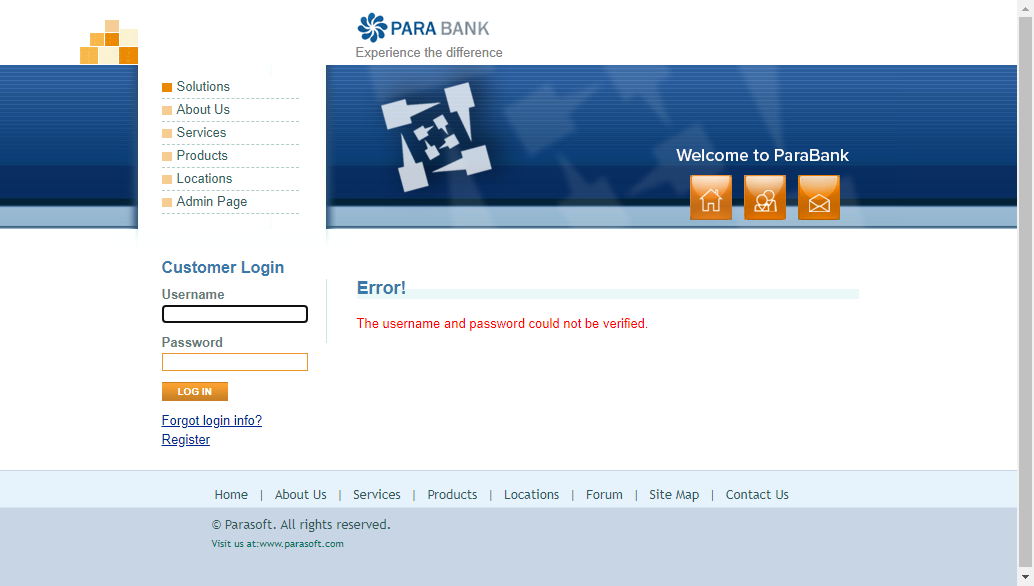 PARA BANK
Experience the difference
Solutions
About Us
Services
Products
Locations
Admin Page
Welcome to ParaBank
Customer Login
Username
Password
LOG IN
Forgot login info?
Register
Error!
The username and password could not be verified.
Home | About Us | Services | Products | Locations | Forum | Site Map | Contact Us
© Parasoft. All rights reserved.
Visit us at:www.parasoft.com